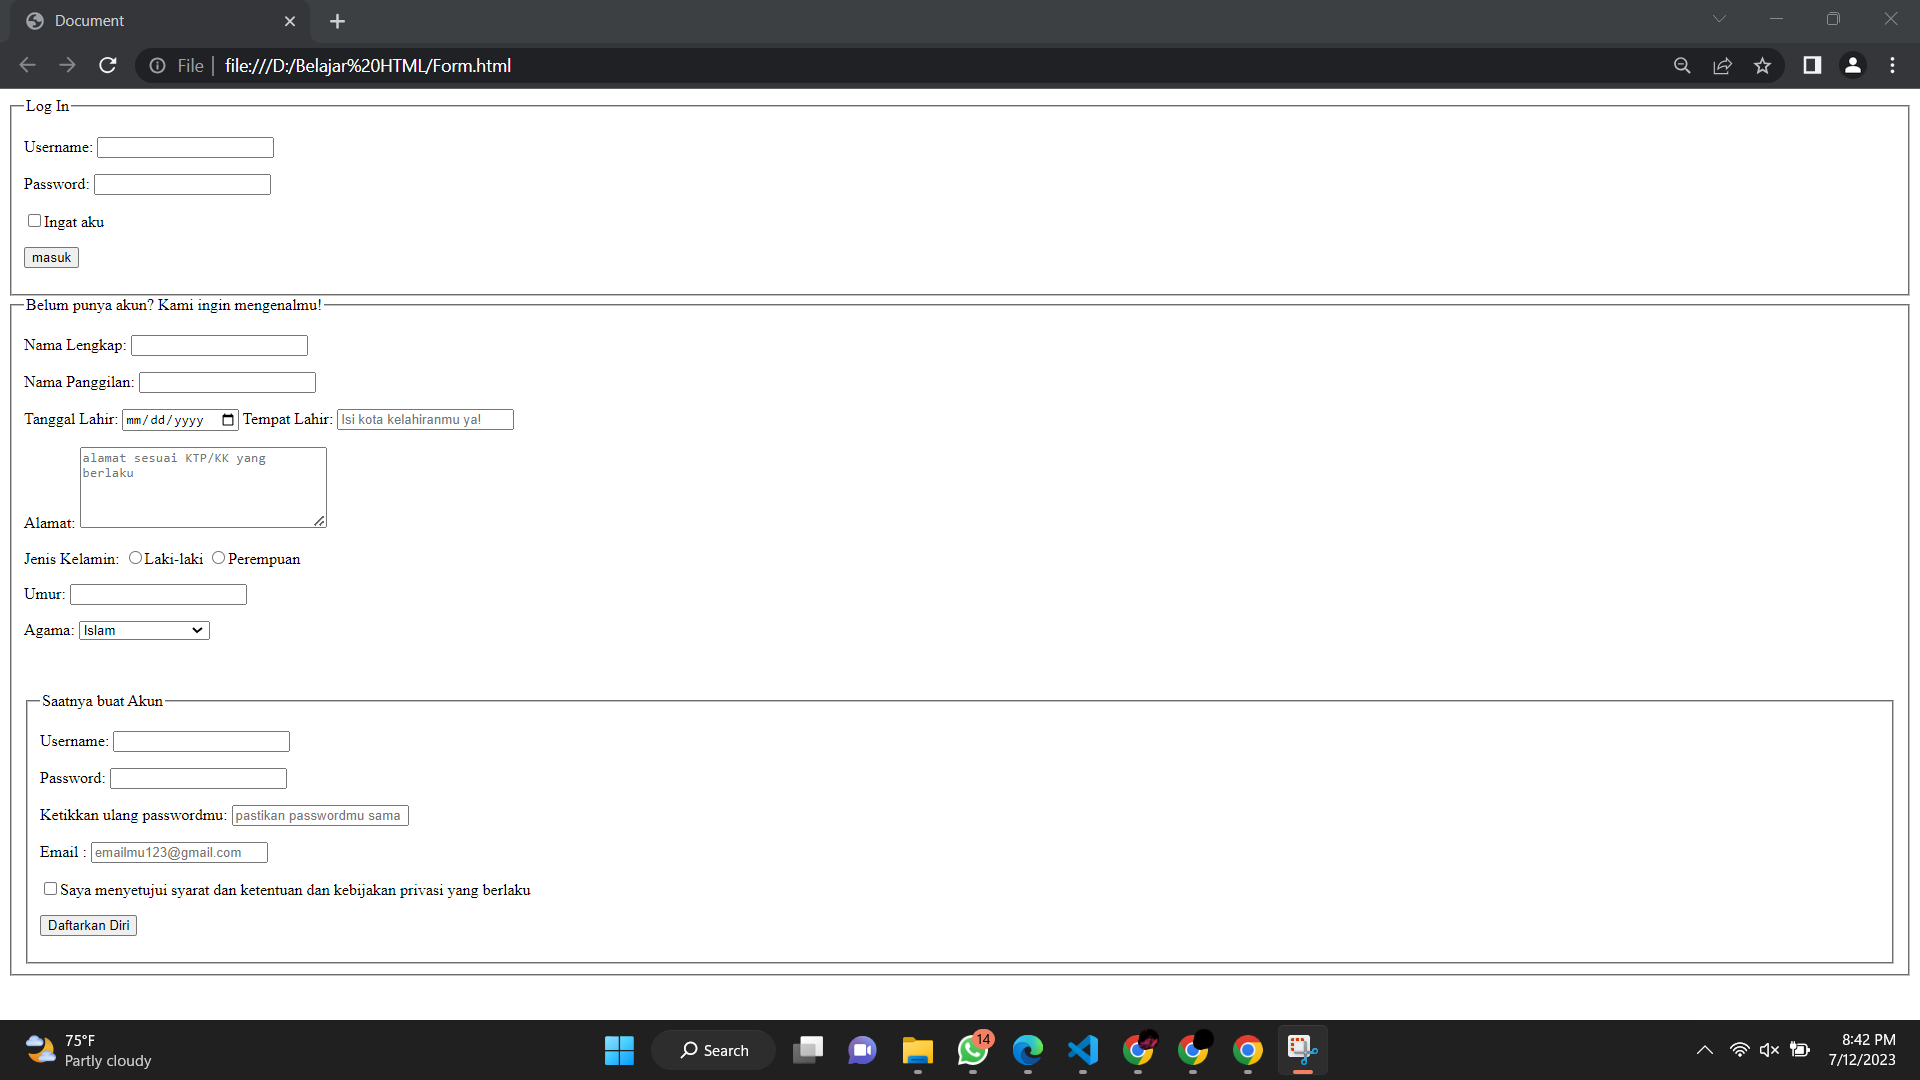 Document
File
file:///D:/Belajar%20HTML/Form.html
Log In
Username:
Password:
Ingat aku
masuk
Belum punya akun? Kami ingin mengenalmu!
Nama Lengkap:
Nama Panggilan:
Tanggal Lahir: mm/dd/yyyy Tempat Lahir: Isi kota kelahiranmu ya!
alamat sesuai KTP/KK yang
berlaku
Alamat:
Jenis Kelamin: Laki-laki Perempuan
Umur:
Agama: Islam
Saatnya buat Akun
Username:
Password:
Ketikkan ulang passwordmu: pastikan passwordmu sama
Email : emailmu123@gmail.com
Saya menyetujui syarat dan ketentuan dan kebijakan privasi yang berlaku
Daftarkan Diri
75°F
Partly cloudy
Search
14
8:42 PM
7/12/2023